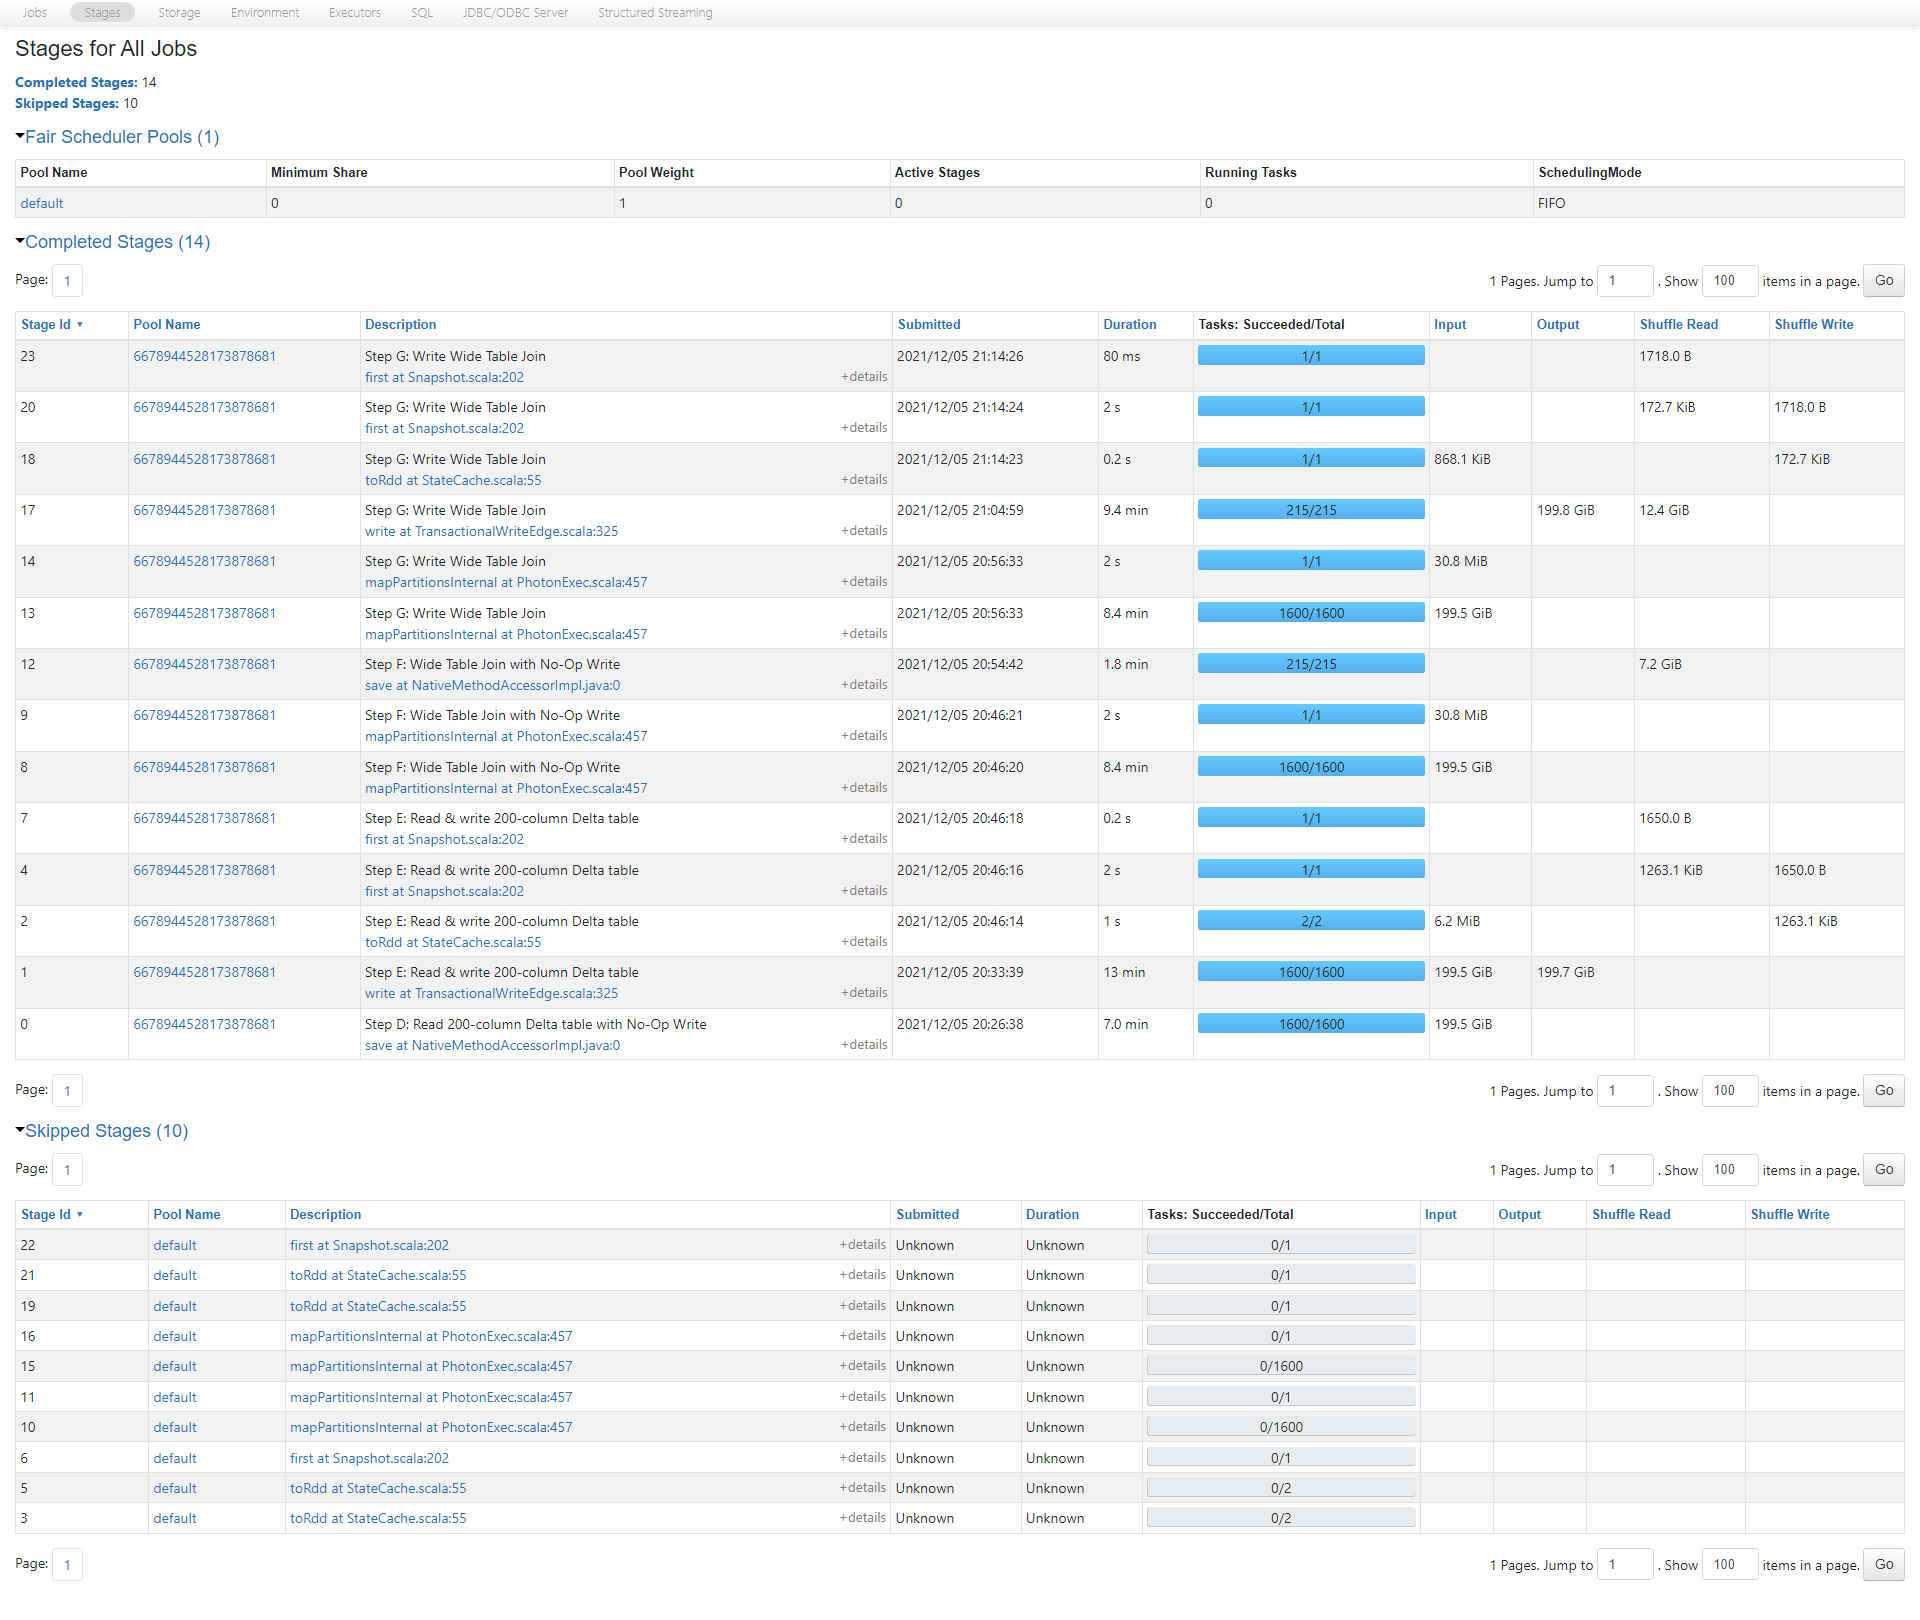 Jobs Stages Storage Environment Executors SQL JDBC/ODBC Server Structured Streaming
Stages for All Jobs
Completed Stages: 14
Skipped Stages: 10
Fair Scheduler Pools (1)
Pool Name Minimum Share Pool Weight Active Stages Running Tasks SchedulingMode
default 0 1 0 0 FIFO
Completed Stages (14)
Page: 1 1 Pages. Jump to 1 . Show 100 items in a page. Go
Stage Id ▾ Pool Name Description Submitted Duration Tasks: Succeeded/Total Input Output Shuffle Read Shuffle Write
23 6678944528173878681 Step G: Write Wide Table Join 2021/12/05 21:14:26 80 ms 1/1 1718.0 B
first at Snapshot.scala:202 +details
20 6678944528173878681 Step G: Write Wide Table Join 2021/12/05 21:14:24 2 s 1/1 172.7 KiB 1718.0 B
first at Snapshot.scala:202 +details
18 6678944528173878681 Step G: Write Wide Table Join 2021/12/05 21:14:23 0.2 s 1/1 868.1 KiB 172.7 KiB
toRdd at StateCache.scala:55 +details
17 6678944528173878681 Step G: Write Wide Table Join 2021/12/05 21:04:59 9.4 min 215/215 199.8 GiB 12.4 GiB
write at TransactionalWriteEdge.scala:325 +details
14 6678944528173878681 Step G: Write Wide Table Join 2021/12/05 20:56:33 2 s 1/1 30.8 MiB
mapPartitionsInternal at PhotonExec.scala:457 +details
13 6678944528173878681 Step G: Write Wide Table Join 2021/12/05 20:56:33 8.4 min 1600/1600 199.5 GiB
mapPartitionsInternal at PhotonExec.scala:457 +details
12 6678944528173878681 Step F: Wide Table Join with No-Op Write 2021/12/05 20:54:42 1.8 min 215/215 7.2 GiB
save at NativeMethodAccessorImpl.java:0 +details
9 6678944528173878681 Step F: Wide Table Join with No-Op Write 2021/12/05 20:46:21 2 s 1/1 30.8 MiB
mapPartitionsInternal at PhotonExec.scala:457 +details
8 6678944528173878681 Step F: Wide Table Join with No-Op Write 2021/12/05 20:46:20 8.4 min 1600/1600 199.5 GiB
mapPartitionsInternal at PhotonExec.scala:457 +details
7 6678944528173878681 Step E: Read & write 200-column Delta table 2021/12/05 20:46:18 0.2 s 1/1 1650.0 B
first at Snapshot.scala:202 +details
4 6678944528173878681 Step E: Read & write 200-column Delta table 2021/12/05 20:46:16 2 s 1/1 1263.1 KiB 1650.0 B
first at Snapshot.scala:202 +details
2 6678944528173878681 Step E: Read & write 200-column Delta table 2021/12/05 20:46:14 1 s 2/2 6.2 MiB 1263.1 KiB
toRdd at StateCache.scala:55 +details
1 6678944528173878681 Step E: Read & write 200-column Delta table 2021/12/05 20:33:39 13 min 1600/1600 199.5 GiB 199.7 GiB
write at TransactionalWriteEdge.scala:325 +details
0 6678944528173878681 Step D: Read 200-column Delta table with No-Op Write 2021/12/05 20:26:38 7.0 min 1600/1600 199.5 GiB
save at NativeMethodAccessorImpl.java:0 +details
Page: 1 1 Pages. Jump to 1 . Show 100 items in a page. Go
Skipped Stages (10)
Page: 1 1 Pages. Jump to 1 . Show 100 items in a page. Go
Stage Id ▾ Pool Name Description Submitted Duration Tasks: Succeeded/Total Input Output Shuffle Read Shuffle Write
22 default first at Snapshot.scala:202 +details Unknown Unknown 0/1
21 default toRdd at StateCache.scala:55 +details Unknown Unknown 0/1
19 default toRdd at StateCache.scala:55 +details Unknown Unknown 0/1
16 default mapPartitionsInternal at PhotonExec.scala:457 +details Unknown Unknown 0/1
15 default mapPartitionsInternal at PhotonExec.scala:457 +details Unknown Unknown 0/1600
11 default mapPartitionsInternal at PhotonExec.scala:457 +details Unknown Unknown 0/1
10 default mapPartitionsInternal at PhotonExec.scala:457 +details Unknown Unknown 0/1600
6 default first at Snapshot.scala:202 +details Unknown Unknown 0/1
5 default toRdd at StateCache.scala:55 +details Unknown Unknown 0/2
3 default toRdd at StateCache.scala:55 +details Unknown Unknown 0/2
Page: 1 1 Pages. Jump to 1 . Show 100 items in a page. Go